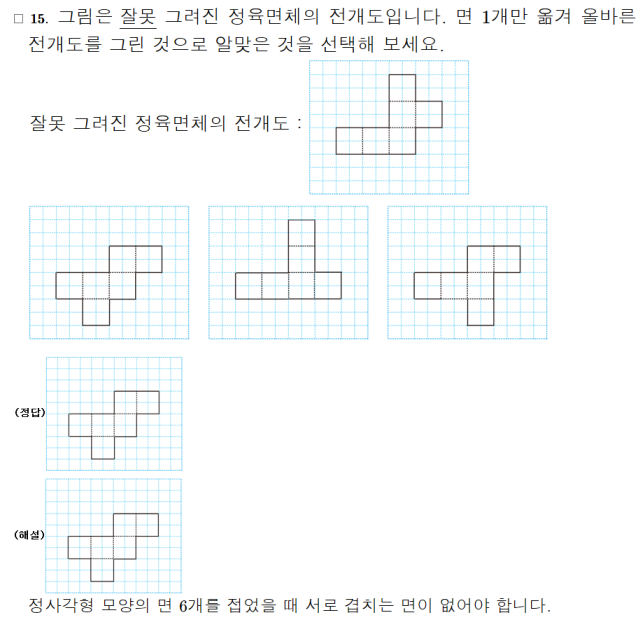 □ 15. 그림은 잘못 그려진 정육면체의 전개도입니다. 면 1개만 옮겨 올바른
전개도를 그린 것으로 알맞은 것을 선택해 보세요.
잘못 그려진 정육면체의 전개도 :
(정답)
(해설)
정사각형 모양의 면 6개를 접었을 때 서로 겹치는 면이 없어야 합니다.